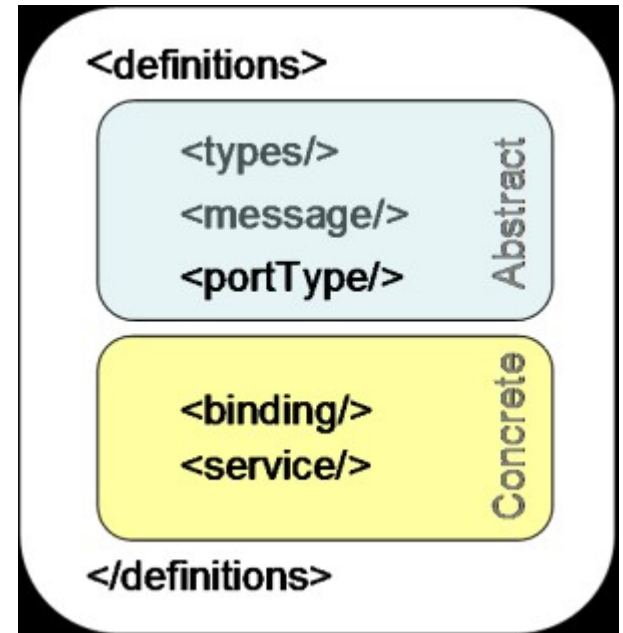 <definitions>
<types/>
<message/>
<portType/>
Abstract
<binding/>
<service/>
Concrete
</definitions>